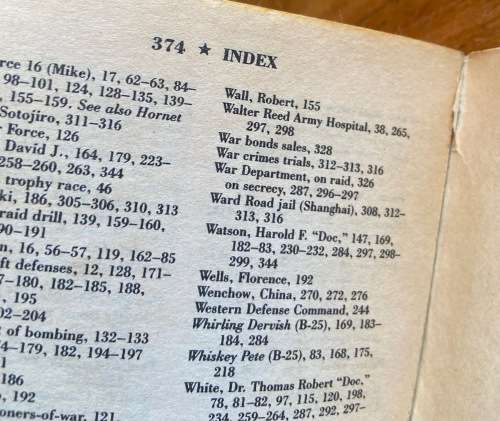 374 ★ INDEX
rce 16 (Mike), 17, 62–63, 84–
98–101, 124, 128–135, 139–
, 155–159. See also Hornet
Sotojiro, 311–316
r Force, 126
David J., 164, 179, 223–
258–260, 263, 344
trophy race, 46
ki, 186, 305–306, 310, 313
raid drill, 139, 159–160,
90–191
n, 16, 56–57, 119, 162–85
ft defenses, 12, 128, 171–
7–180, 182–185, 188,
, 195
02–204
t of bombing, 132–133
74–179, 182, 194–197
1
186
, 192
oners-of-war, 121,
Wall, Robert, 155
Walter Reed Army Hospital, 38, 265,
297, 298
War bonds sales, 328
War crimes trials, 312–313, 316
War Department, on raid, 326
on secrecy, 287, 296–297
Ward Road jail (Shanghai), 308, 312–
313, 316
Watson, Harold F. “Doc,” 147, 169,
182–83, 230–232, 284, 297, 298–
299, 344
Wells, Florence, 192
Wenchow, China, 270, 272, 276
Western Defense Command, 244
Whirling Dervish (B-25), 169, 183–
184, 284
Whiskey Pete (B-25), 83, 168, 175,
218
White, Dr. Thomas Robert “Doc,”
78, 81–82, 97, 115, 120, 198,
234, 259–264, 287, 292, 297–